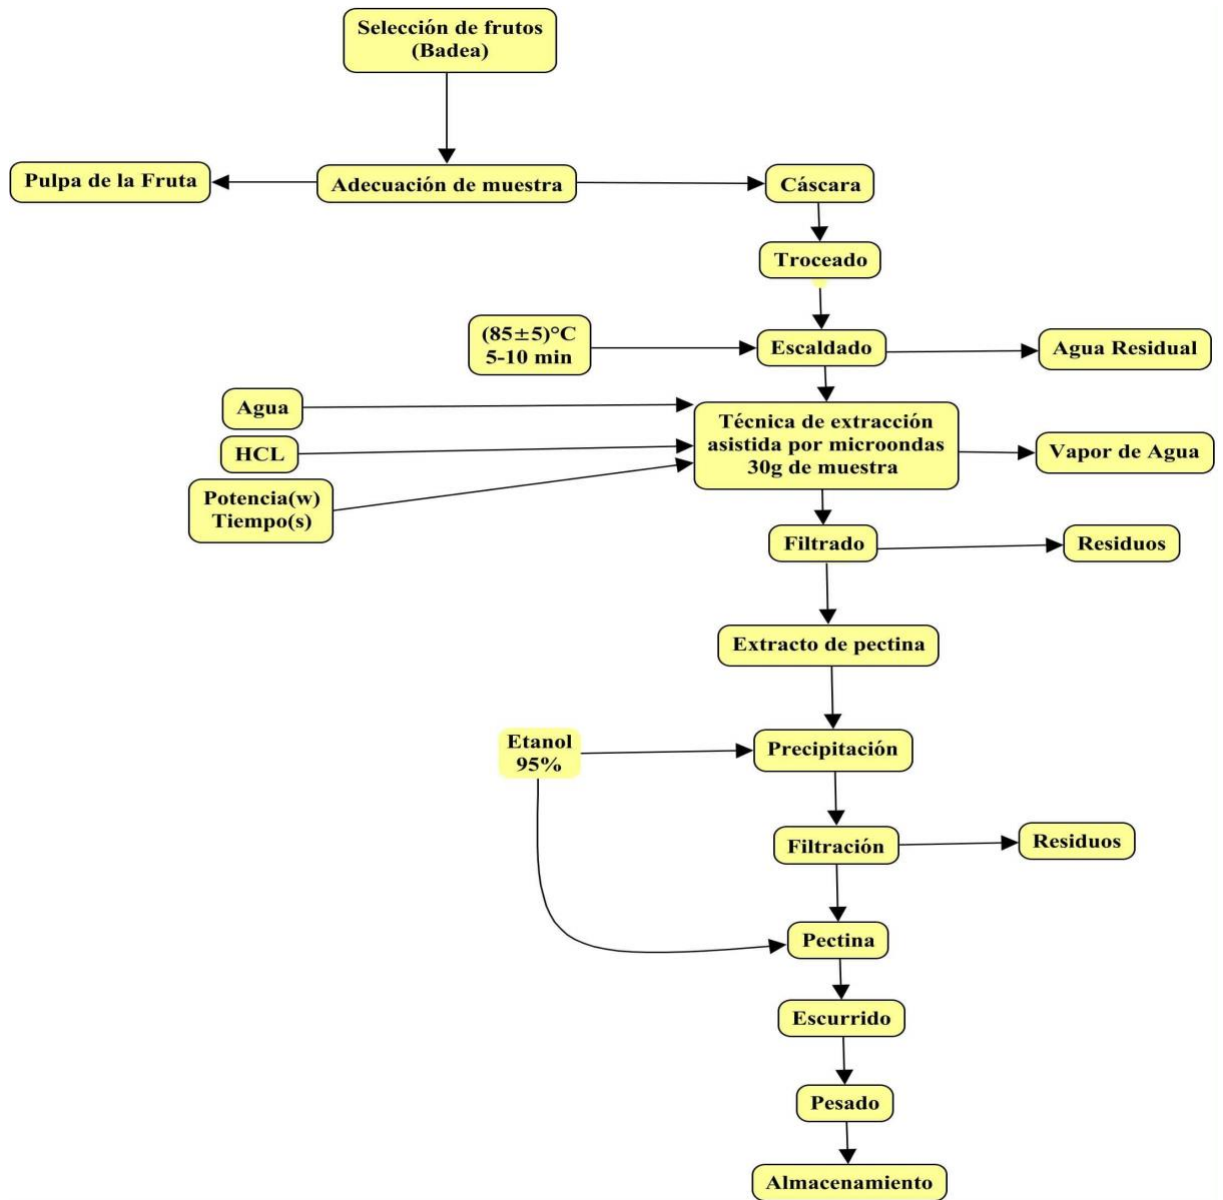 Selección de frutos
(Badea)
Pulpa de la Fruta
Adecuación de muestra
Cáscara
Troceado
(85±5)°C
5-10 min
Escaldado
Agua Residual
Agua
HCL
Potencia(w)
Tiempo(s)
Técnica de extracción
asistida por microondas
30g de muestra
Vapor de Agua
Filtrado
Residuos
Extracto de pectina
Etanol
95%
Precipitación
Filtración
Residuos
Pectina
Escurrido
Pesado
Almacenamiento